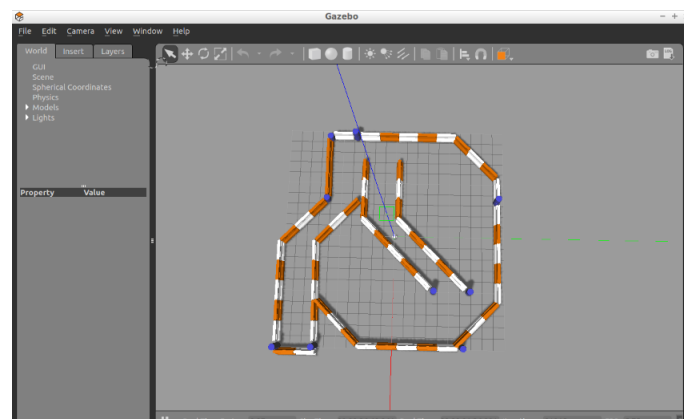 Gazebo
File Edit Camera View Window Help
World Insert Layers
GUI
Scene
Spherical Coordinates
Physics
Models
Lights
Property Value